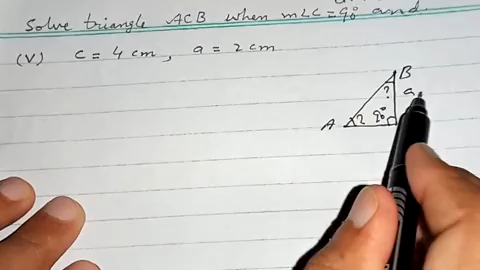 Solve triangle ACB when m∠C=90° and
(V) c = 4 cm, a = 2 cm
B
?
a
A ? 90°